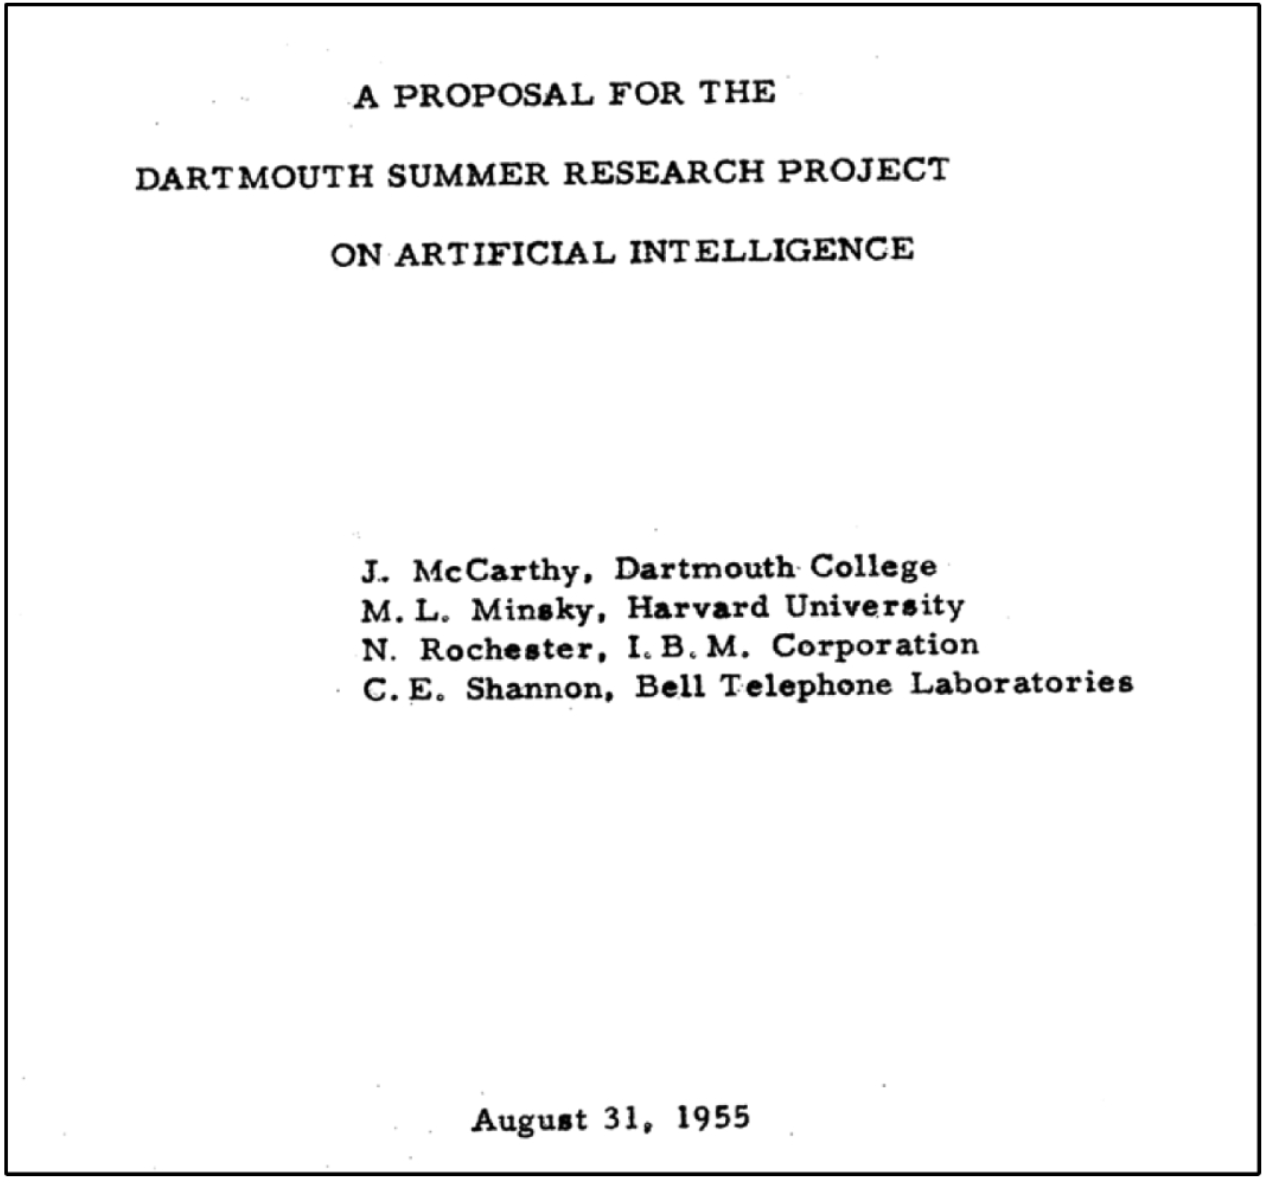 A PROPOSAL FOR THE
DARTMOUTH SUMMER RESEARCH PROJECT
ON ARTIFICIAL INTELLIGENCE
J. McCarthy, Dartmouth College
M. L. Minsky, Harvard University
N. Rochester, I. B. M. Corporation
C. E. Shannon, Bell Telephone Laboratories
August 31, 1955